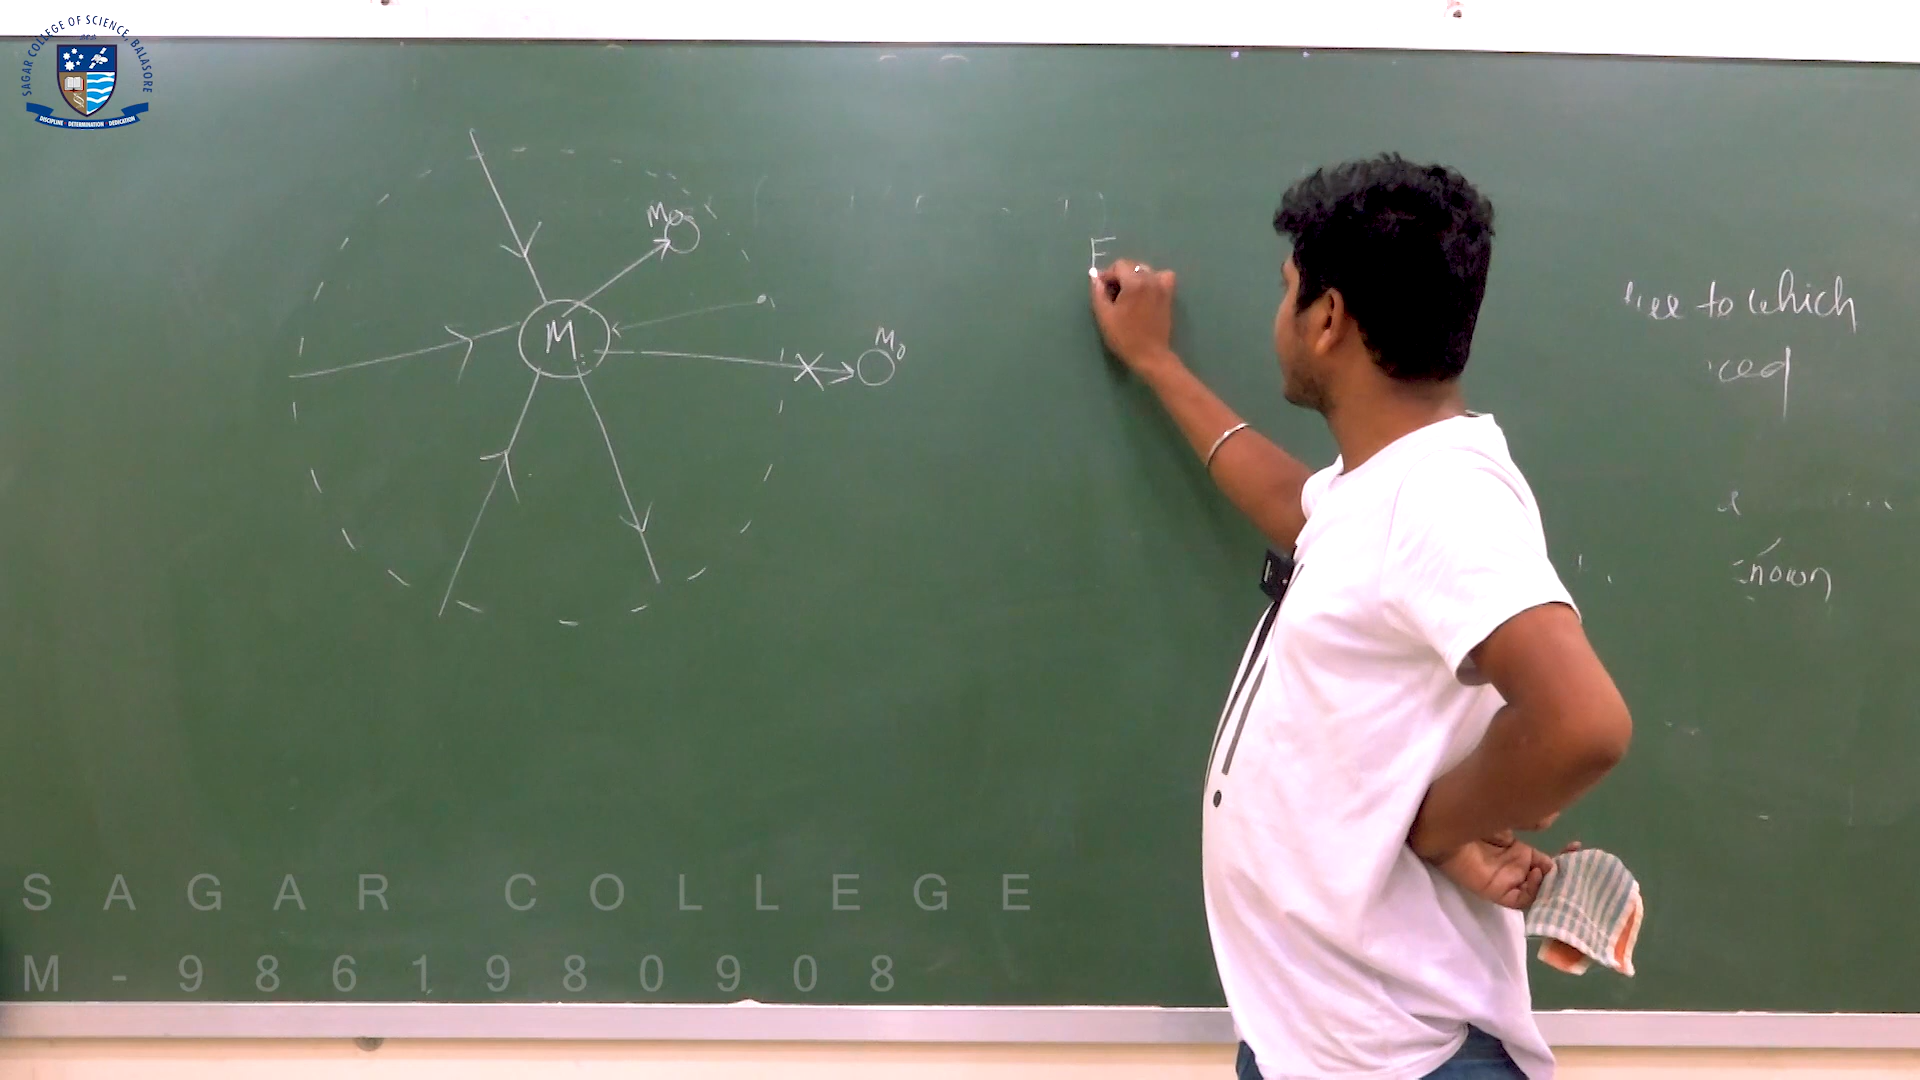 SAGAR COLLEGE OF SCIENCE, BALASORE
DISCIPLINE DETERMINATION DEDICATION
M0
M
M0
F
to which
SAGAR COLLEGE
M-9861980908